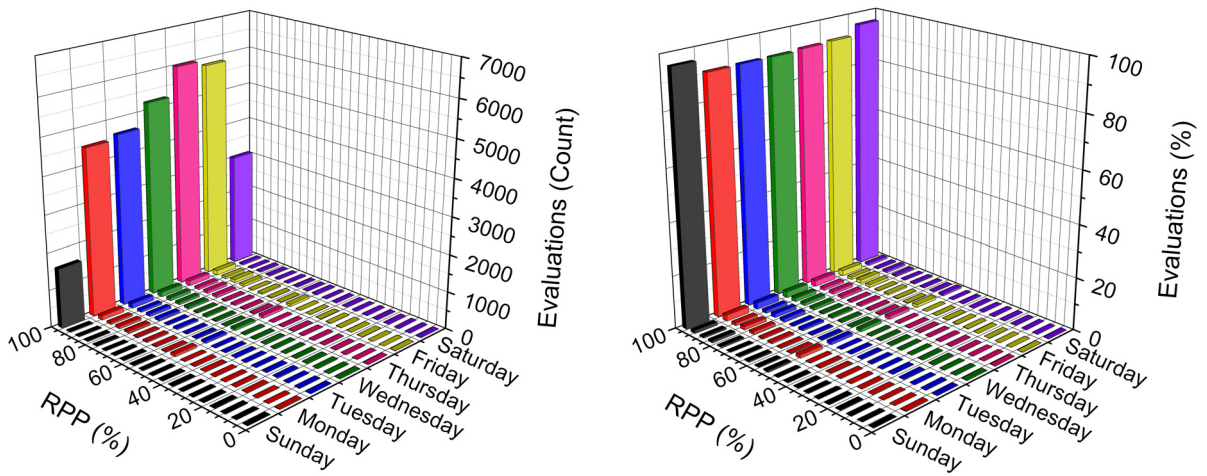 7000
6000
5000
4000
3000
2000
1000
0
Evaluations (Count)
100
80
60
40
20
0
RPP (%)
Saturday
Friday
Thursday
Wednesday
Tuesday
Monday
Sunday
100
80
60
40
20
0
Evaluations (%)
100
80
60
40
20
0
RPP (%)
Saturday
Friday
Thursday
Wednesday
Tuesday
Monday
Sunday